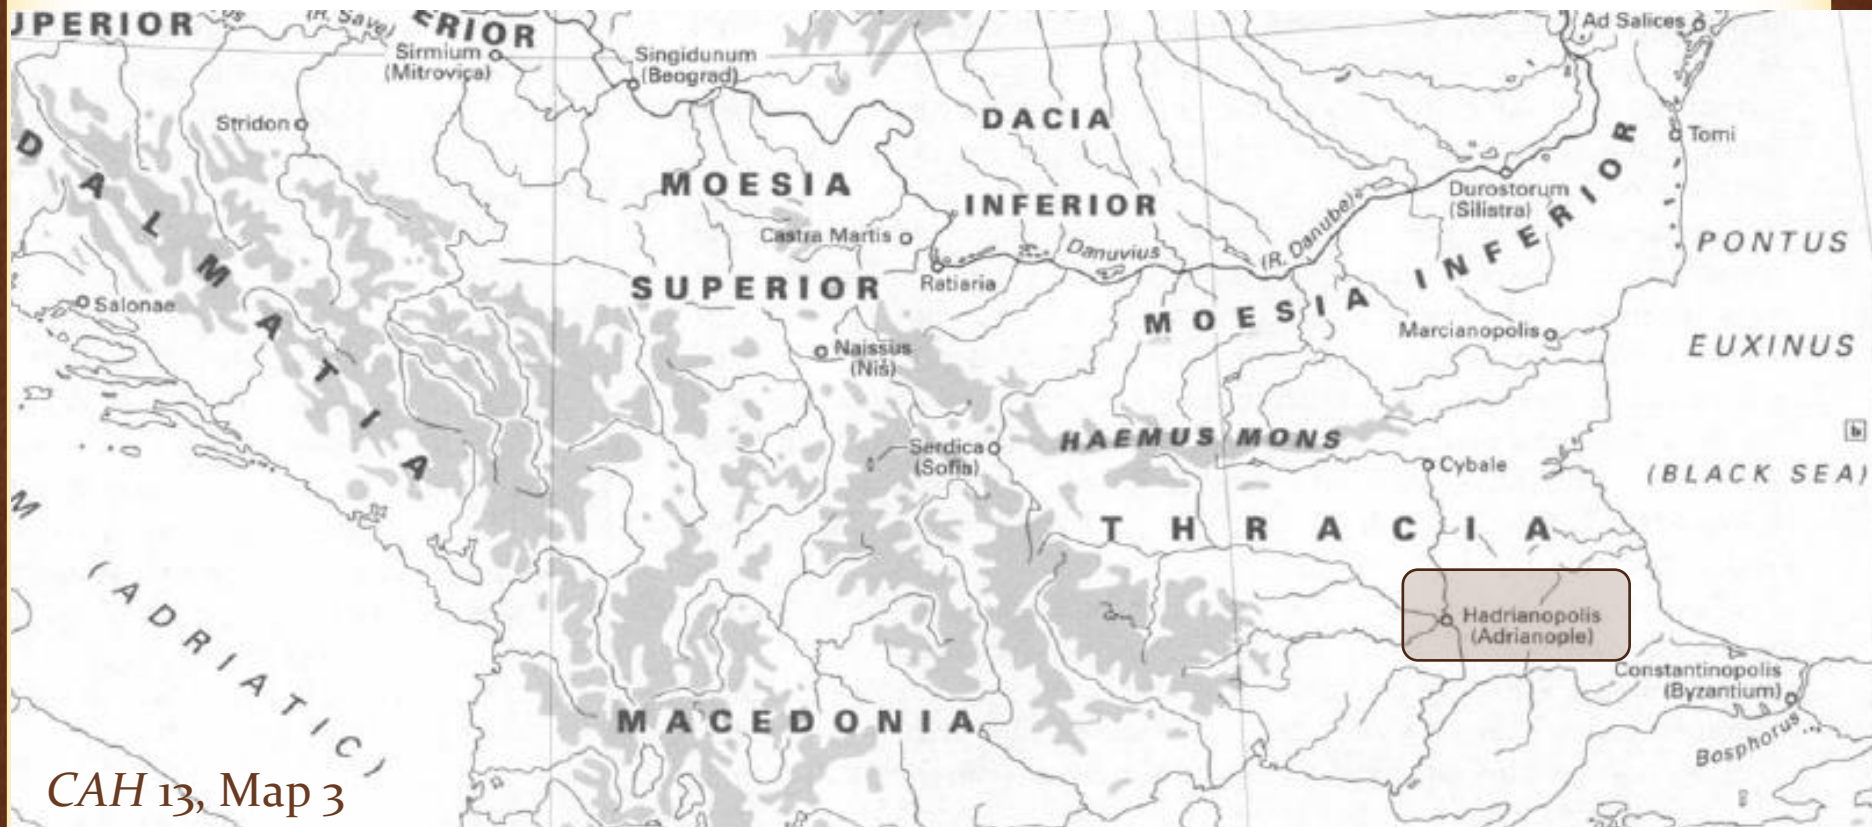 UPERIOR
(R. Save)
ERIOR
Sirmium
(Mitrovica)
Singidunum
(Beograd)
Ad Salices
Stridon
DACIA
INFERIOR
Tomi
MOESIA
SUPERIOR
Durostorum
(Silistra)
Castra Martis
Ratiaria
Danuvius
(R. Danube)
PONTUS
EUXINUS
(BLACK SEA)
DALMATIA
Salonae
MOESIA INFERIOR
Marcianopolis
Naissus
(Niš)
HAEMUS MONS
Serdica
(Sofia)
Cybale
b
THRACIA
M
(ADRIATIC)
Hadrianopolis
(Adrianople)
Constantinopolis
(Byzantium)
Bosphorus
MACEDONIA
CAH 13, Map 3